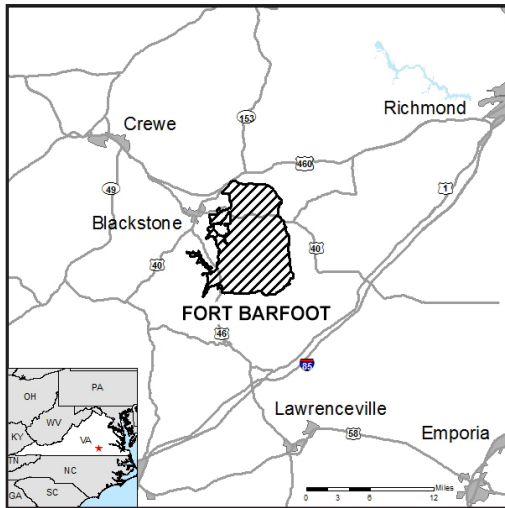 Richmond
153
Crewe
460
49
1
Blackstone
40
40
FORT BARFOOT
46
85
Lawrenceville
58
Emporia
PA
OH
WV
KY
VA
TN
NC
SC
GA
Miles
0 3 6 12